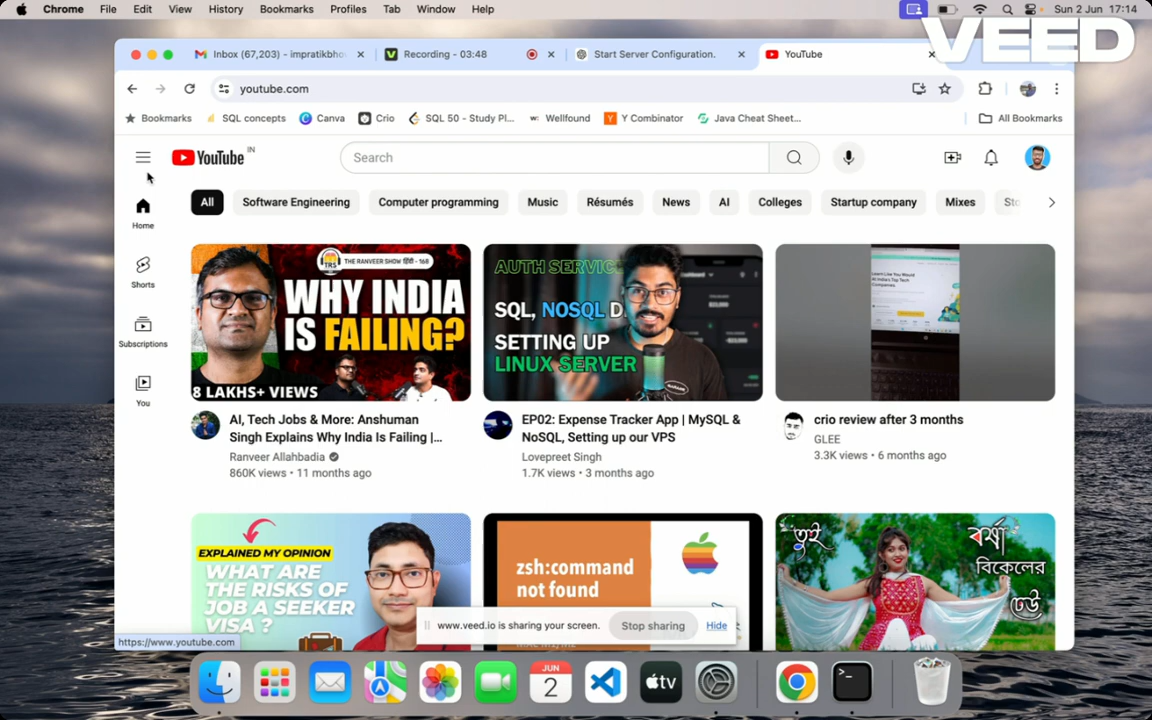 Chrome File Edit View History Bookmarks Profiles Tab Window Help Sun 2 Jun 17:14
VEED
Inbox (67,203) - impratikbho Recording - 03:48 Start Server Configuration. YouTube
youtube.com
Bookmarks SQL concepts Canva Crio SQL 50 - Study Pl... Wellfound Y Combinator Java Cheat Sheet... All Bookmarks
YouTube IN Search
All Software Engineering Computer programming Music Résumés News AI Colleges Startup company Mixes Sto
Home
Shorts
Subscriptions
You
THE RANVEER SHOW हिंदी - 168
WHY INDIA
IS FAILING?
8 LAKHS+ VIEWS
AUTH SERVICE
SQL, NOSQL D
SETTING UP
LINUX SERVER
AI, Tech Jobs & More: Anshuman
Singh Explains Why India Is Failing |...
Ranveer Allahbadia
860K views • 11 months ago
EP02: Expense Tracker App | MySQL &
NoSQL, Setting up our VPS
Lovepreet Singh
1.7K views • 3 months ago
crio review after 3 months
GLEE
3.3K views • 6 months ago
EXPLAINED MY OPINION
WHAT ARE
THE RISKS OF
JOB A SEEKER
VISA ?
zsh:command
not found
তুই
বর্ষা
বিকেলের
ঢেউ
www.veed.io is sharing your screen. Stop sharing Hide
https://www.youtube.com
JUN
2
tv